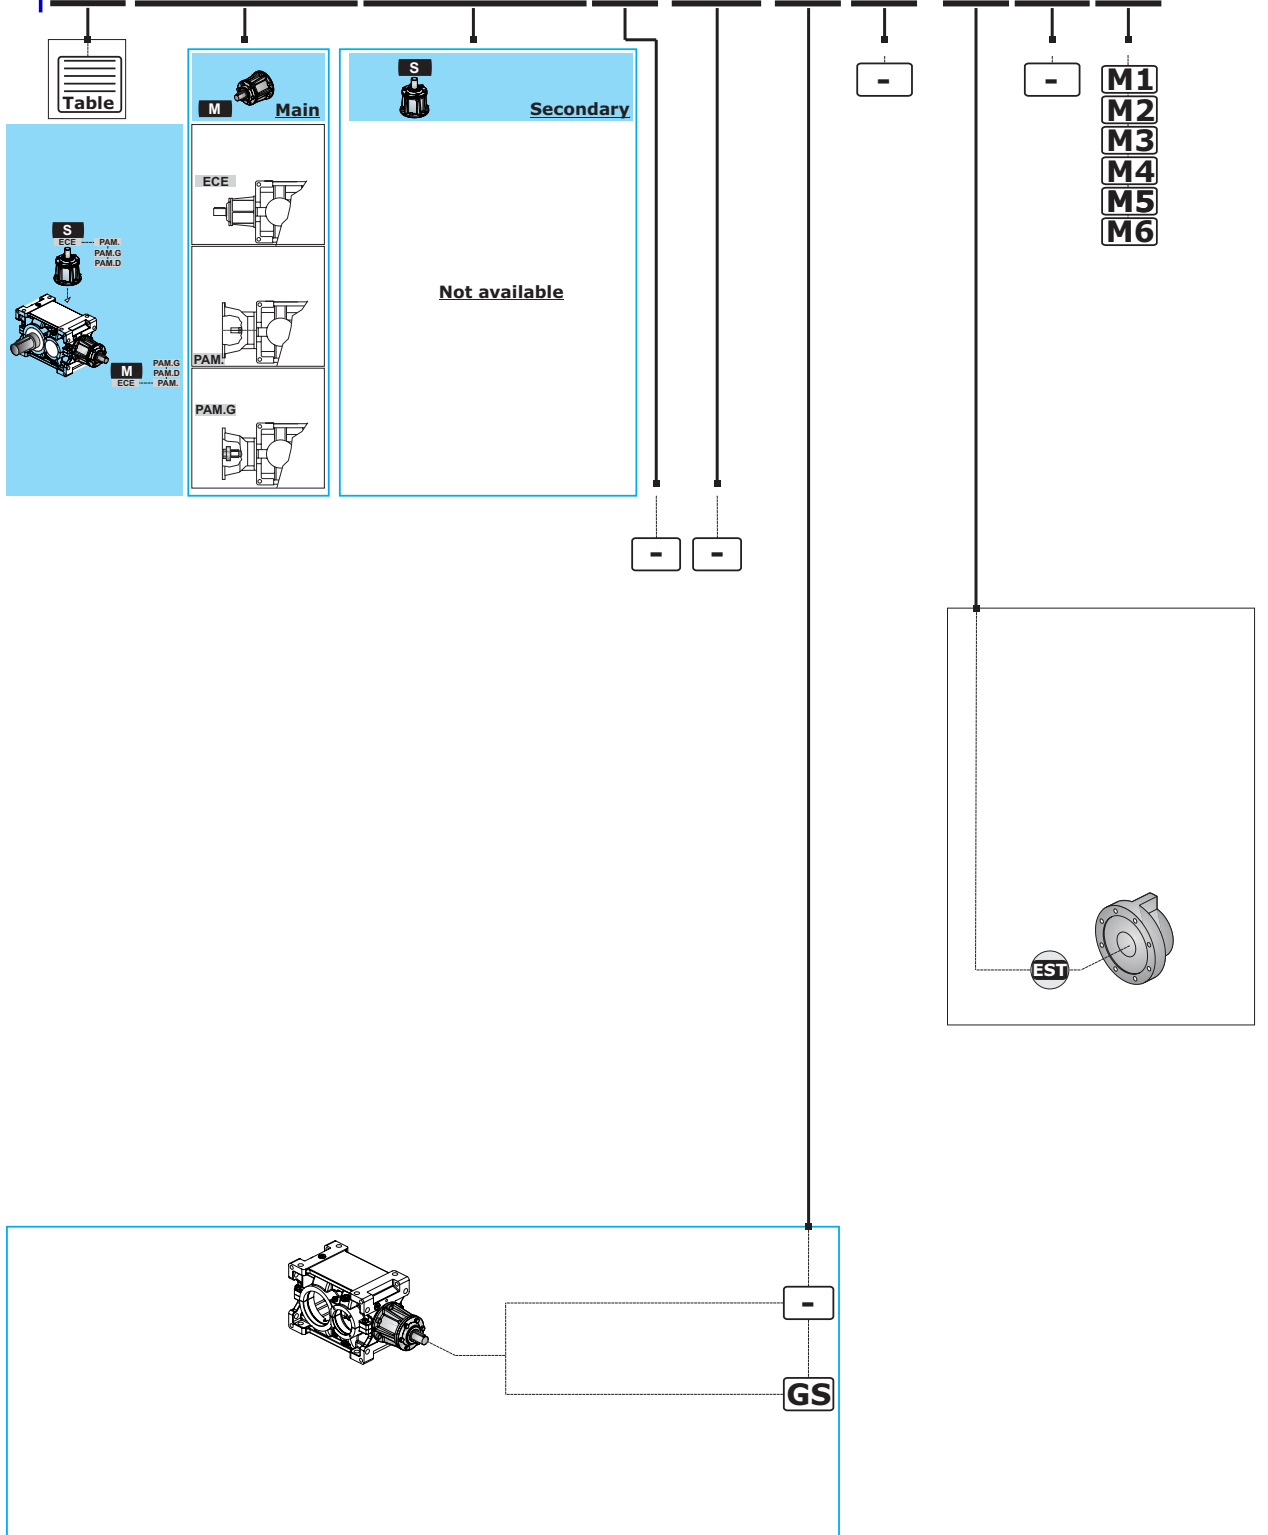 Table
M
Main
S
Secondary
-
-
M1
M2
M3
M4
M5
M6
S
ECE
PAM.
PAM.G
PAM.D
M
PAM.G
PAM.D
ECE
PAM.
ECE
PAM.
PAM.G
Not available
-
-
EST
-
GS